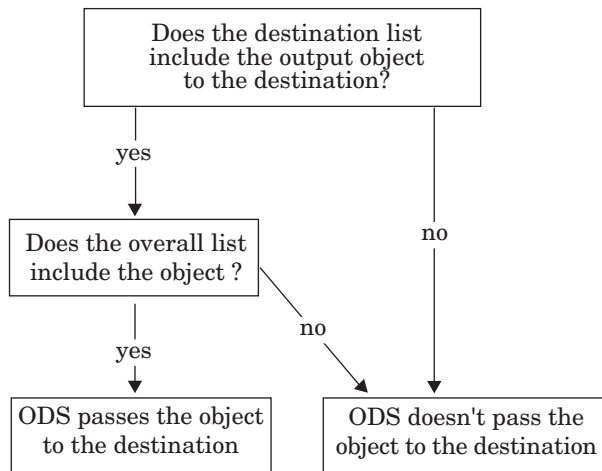 Does the destination list
include the output object
to the destination?
yes
no
Does the overall list
include the object ?
yes
no
ODS passes the object
to the destination
ODS doesn't pass the
object to the destination